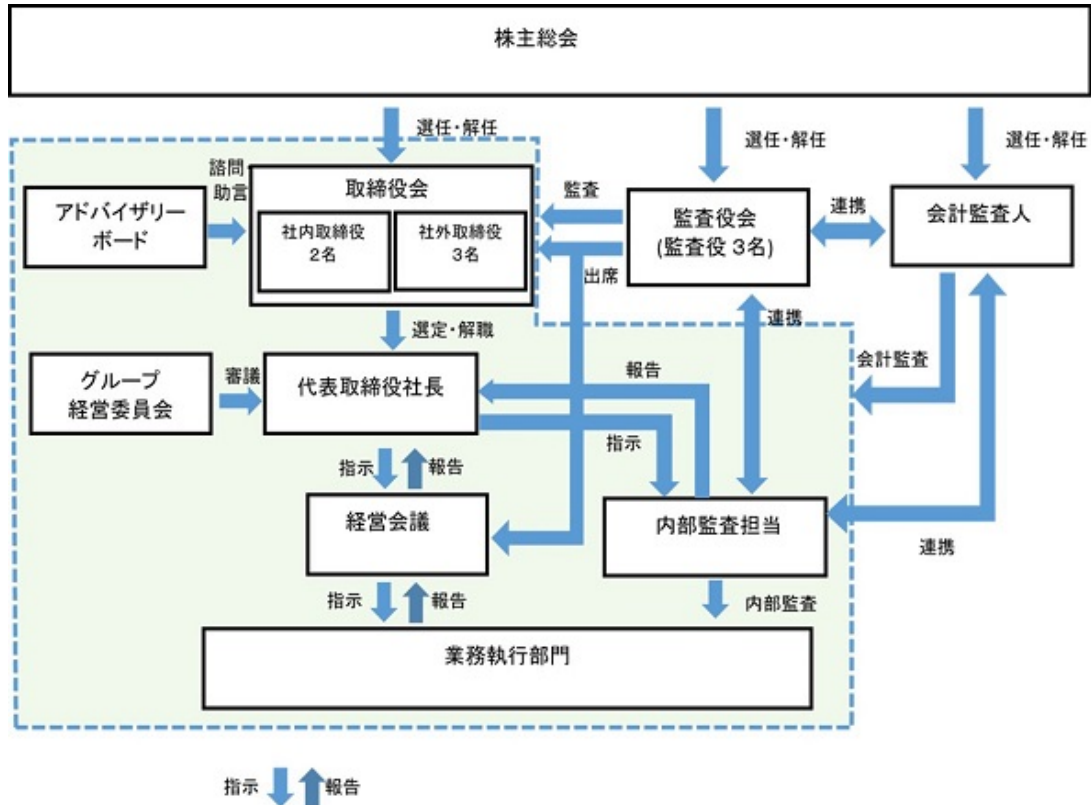 株主総会
選任・解任
選任・解任
選任・解任
諮問・
助言
アドバイザリー
ボード
取締役会
社内取締役
2名
社外取締役
3名
監査
出席
監査役会
(監査役 3名)
連携
会計監査人
選定・解職
連携
会計監査
グループ
経営委員会
審議
代表取締役社長
報告
指示
指示
報告
経営会議
内部監査担当
連携
指示
報告
内部監査
業務執行部門
指示
報告